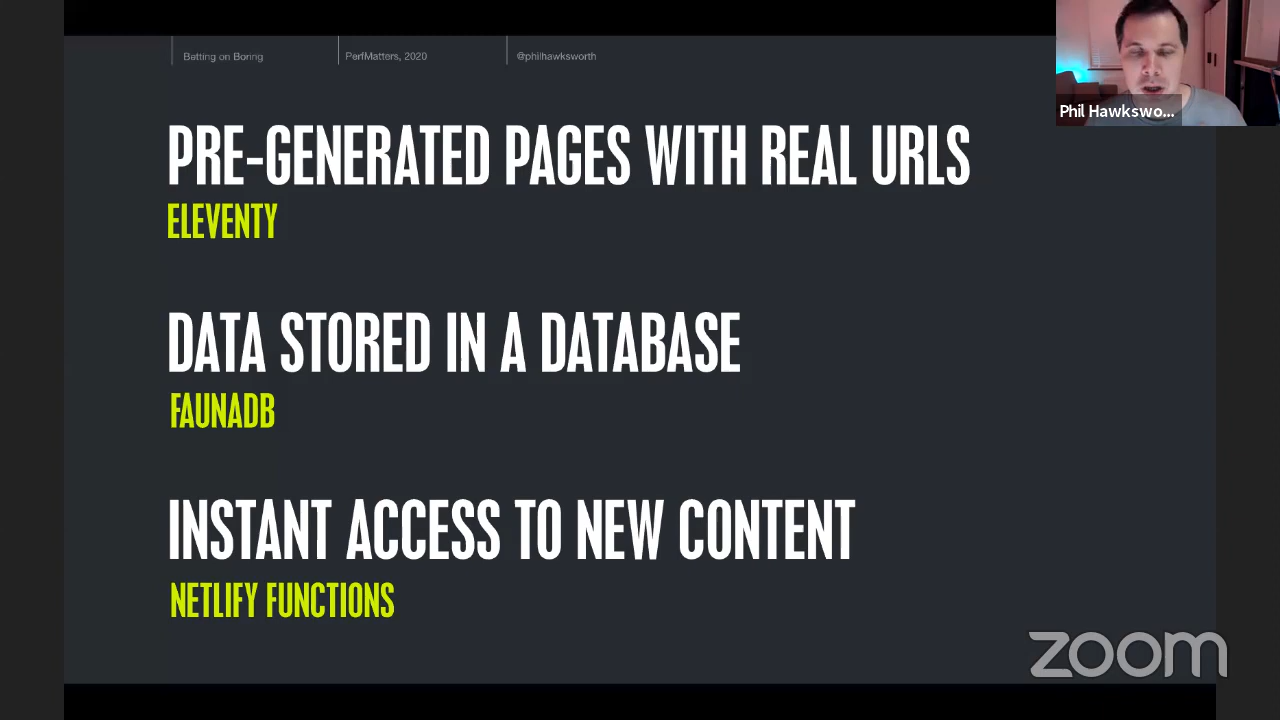 Betting on Boring
PerfMatters, 2020
@philhawksworth
Phil Hawkswo...
PRE-GENERATED PAGES WITH REAL URLS
ELEVENTY
DATA STORED IN A DATABASE
FAUNADB
INSTANT ACCESS TO NEW CONTENT
NETLIFY FUNCTIONS
zoom